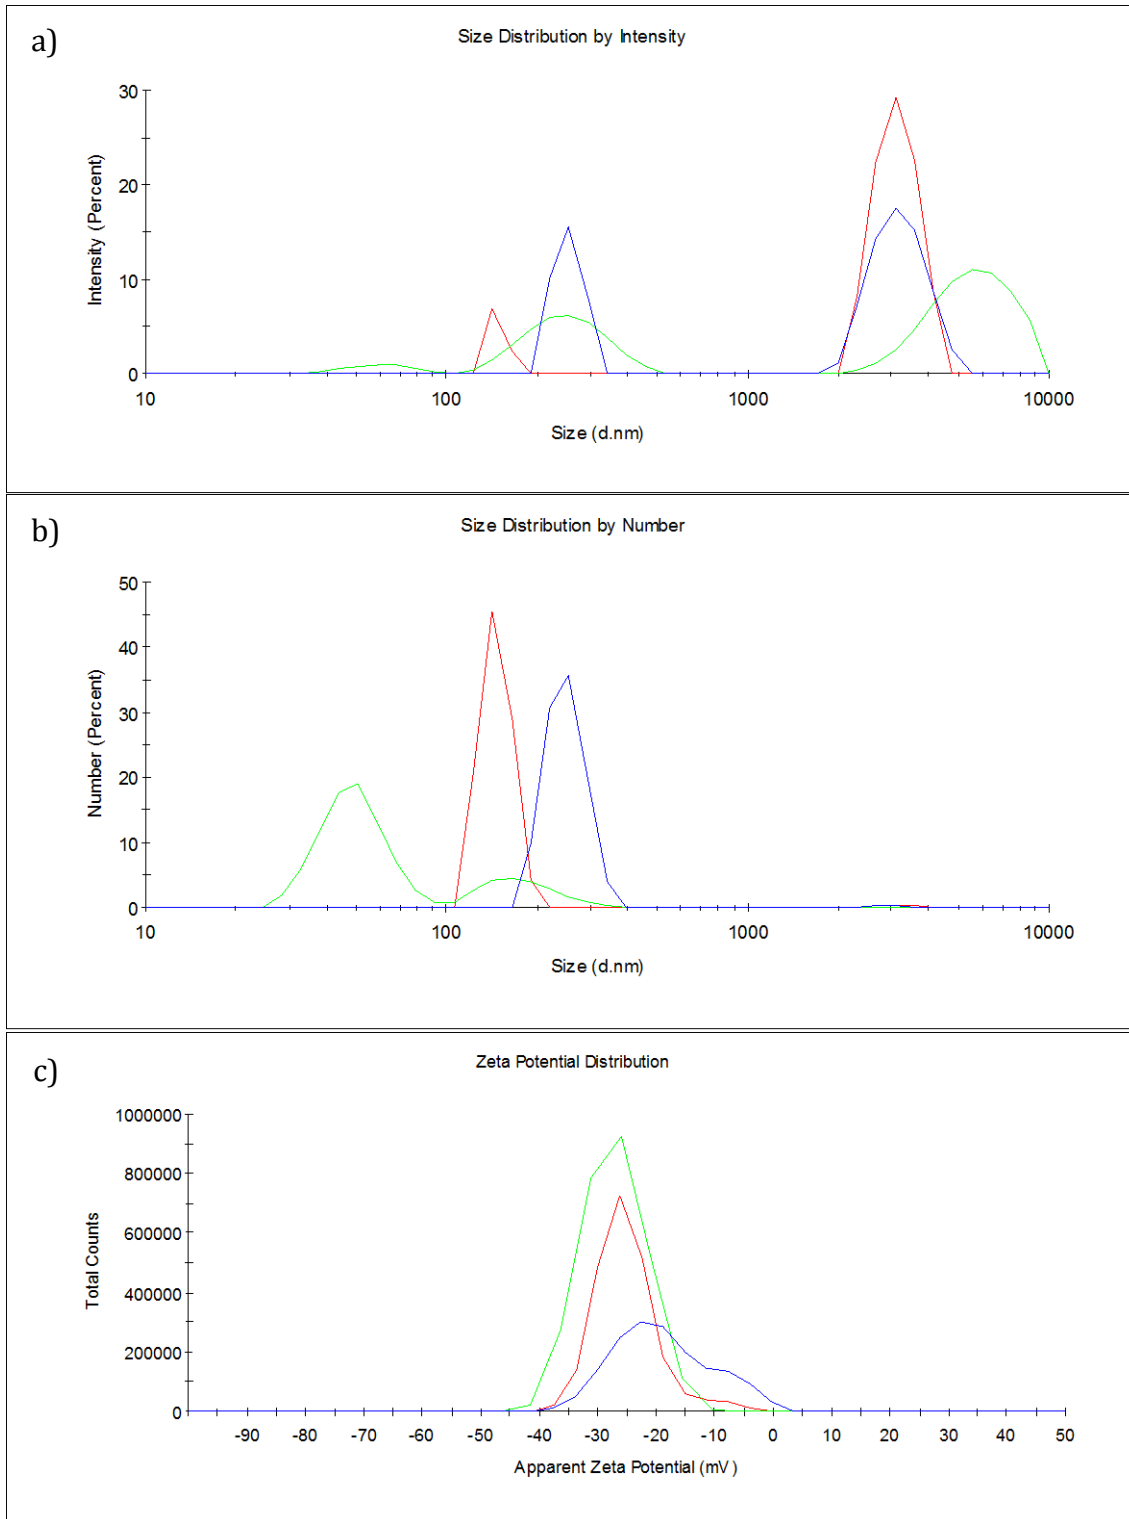 a)
Size Distribution by Intensity
30
20
10
0
Intensity (Percent)
10 100 1000 10000
Size (d.nm)
b)
Size Distribution by Number
50
40
30
20
10
0
Number (Percent)
10 100 1000 10000
Size (d.nm)
c)
Zeta Potential Distribution
1000000
800000
600000
400000
200000
0
Total Counts
-90 -80 -70 -60 -50 -40 -30 -20 -10 0 10 20 30 40 50
Apparent Zeta Potential (mV)